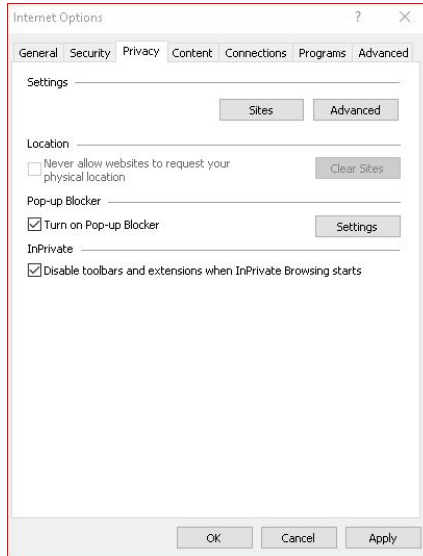 Internet Options ? ×
General Security Privacy Content Connections Programs Advanced
Settings
Sites Advanced
Location
Never allow websites to request your
physical location
Clear Sites
Pop-up Blocker
Turn on Pop-up Blocker Settings
InPrivate
Disable toolbars and extensions when InPrivate Browsing starts
OK Cancel Apply